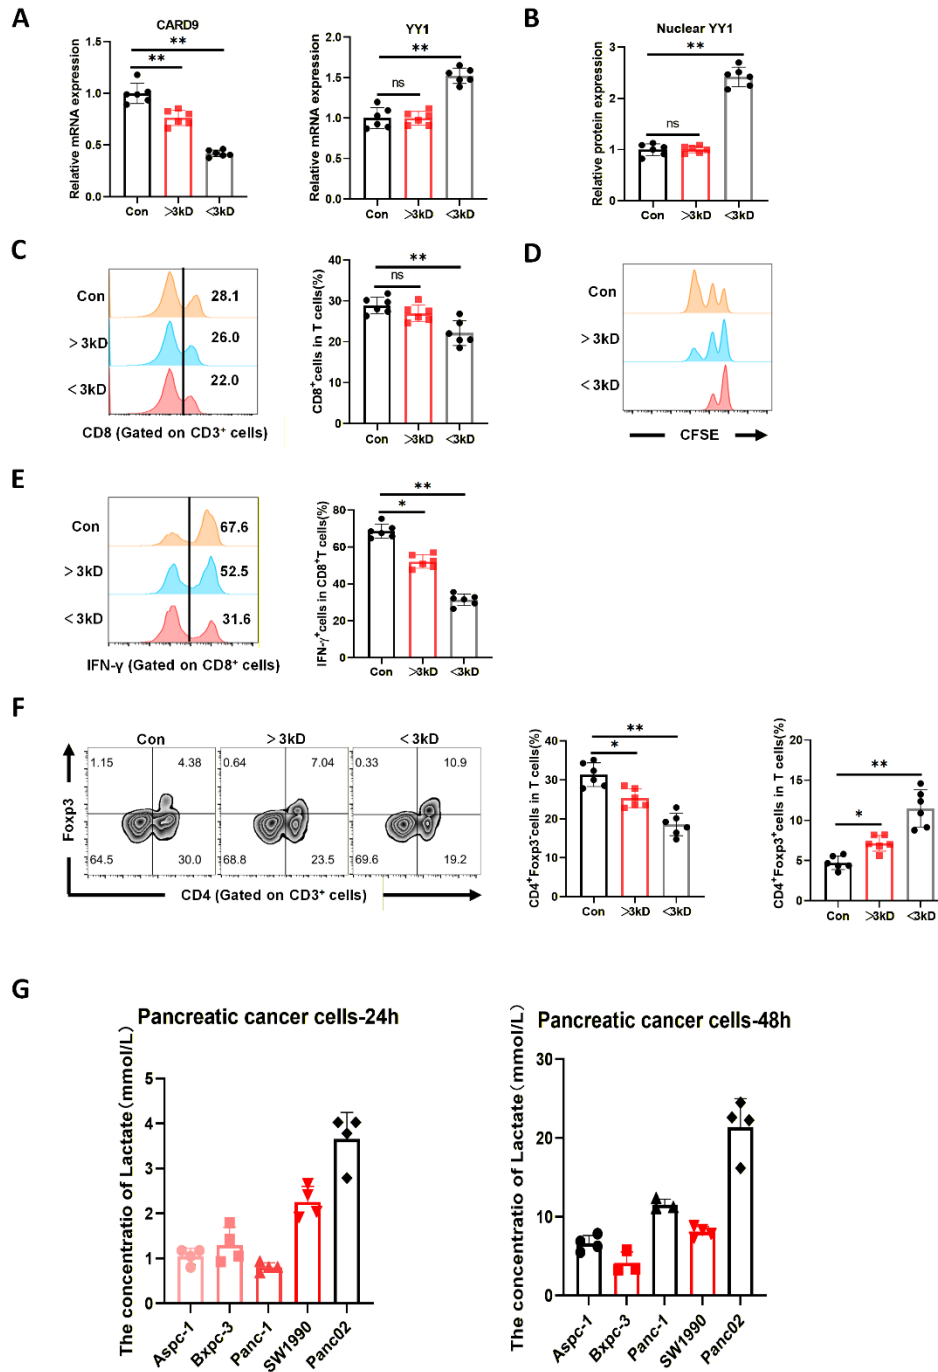 A
CARD9
Relative mRNA expression
1.5
1.0
0.5
0.0
**
**
Con >3kD <3kD
YY1
Relative mRNA expression
2.0
1.5
1.0
0.5
0.0
**
ns
Con >3kD <3kD
B
Nuclear YY1
Relative protein expression
3
2
1
0
**
ns
Con >3kD <3kD
C
Con 28.1
>3kD 26.0
<3kD 22.0
CD8 (Gated on CD3⁺ cells)
CD8⁺cells in T cells(%)
40
30
20
10
0
**
ns
Con >3kD <3kD
D
Con
>3kD
<3kD
CFSE
E
Con 67.6
>3kD 52.5
<3kD 31.6
IFN-γ (Gated on CD8⁺ cells)
IFN-γ⁺cells in CD8⁺T cells(%)
80
60
40
20
0
**
*
Con >3kD <3kD
F
Con >3kD <3kD
1.15 4.38 0.64 7.04 0.33 10.9
Foxp3
64.5 30.0 68.8 23.5 69.6 19.2
CD4 (Gated on CD3⁺ cells)
CD4⁺Foxp3⁻cells in T cells(%)
40
30
20
10
0
**
*
Con >3kD <3kD
CD4⁺Foxp3⁺cells in T cells(%)
20
15
10
5
0
**
*
Con >3kD <3kD
G
Pancreatic cancer cells-24h
The concentratio of Lactate(mmol/L)
5
4
3
2
1
0
Aspc-1 Bxpc-3 Panc-1 SW1990 Panc02
Pancreatic cancer cells-48h
The concentratio of Lactate(mmol/L)
30
20
10
0
Aspc-1 Bxpc-3 Panc-1 SW1990 Panc02